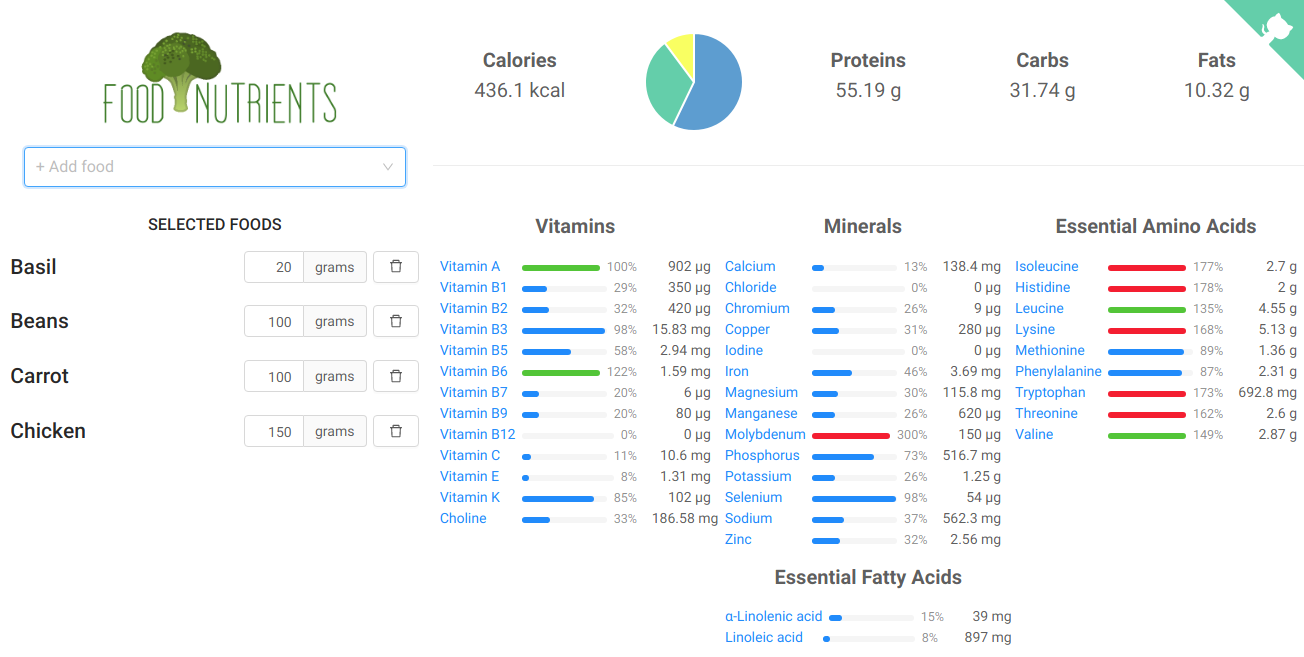 FOOD NUTRIENTS
+ Add food
SELECTED FOODS
Basil 20 grams
Beans 100 grams
Carrot 100 grams
Chicken 150 grams
Calories
436.1 kcal
Proteins
55.19 g
Carbs
31.74 g
Fats
10.32 g
Vitamins
Vitamin A 100% 902 µg
Vitamin B1 29% 350 µg
Vitamin B2 32% 420 µg
Vitamin B3 98% 15.83 mg
Vitamin B5 58% 2.94 mg
Vitamin B6 122% 1.59 mg
Vitamin B7 20% 6 µg
Vitamin B9 20% 80 µg
Vitamin B12 0% 0 µg
Vitamin C 11% 10.6 mg
Vitamin E 8% 1.31 mg
Vitamin K 85% 102 µg
Choline 33% 186.58 mg
Minerals
Calcium 13% 138.4 mg
Chloride 0% 0 µg
Chromium 26% 9 µg
Copper 31% 280 µg
Iodine 0% 0 µg
Iron 46% 3.69 mg
Magnesium 30% 115.8 mg
Manganese 26% 620 µg
Molybdenum 300% 150 µg
Phosphorus 73% 516.7 mg
Potassium 26% 1.25 g
Selenium 98% 54 µg
Sodium 37% 562.3 mg
Zinc 32% 2.56 mg
Essential Amino Acids
Isoleucine 177% 2.7 g
Histidine 178% 2 g
Leucine 135% 4.55 g
Lysine 168% 5.13 g
Methionine 89% 1.36 g
Phenylalanine 87% 2.31 g
Tryptophan 173% 692.8 mg
Threonine 162% 2.6 g
Valine 149% 2.87 g
Essential Fatty Acids
α-Linolenic acid 15% 39 mg
Linoleic acid 8% 897 mg